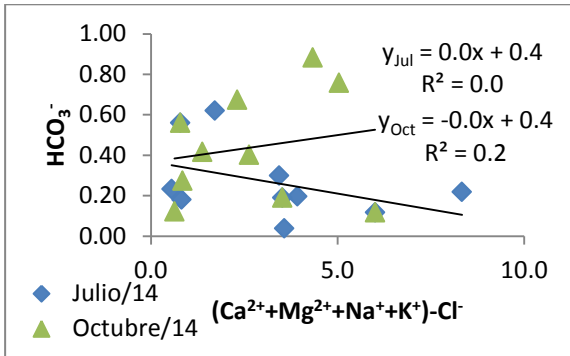 1.00
0.80
0.60
0.40
0.20
0.00
HCO₃⁻
y_Jul = 0.0x + 0.4
R² = 0.0
y_Oct = -0.0x + 0.4
R² = 0.2
0.0 5.0 10.0
(Ca²⁺+Mg²⁺+Na⁺+K⁺)-Cl⁻
Julio/14
Octubre/14